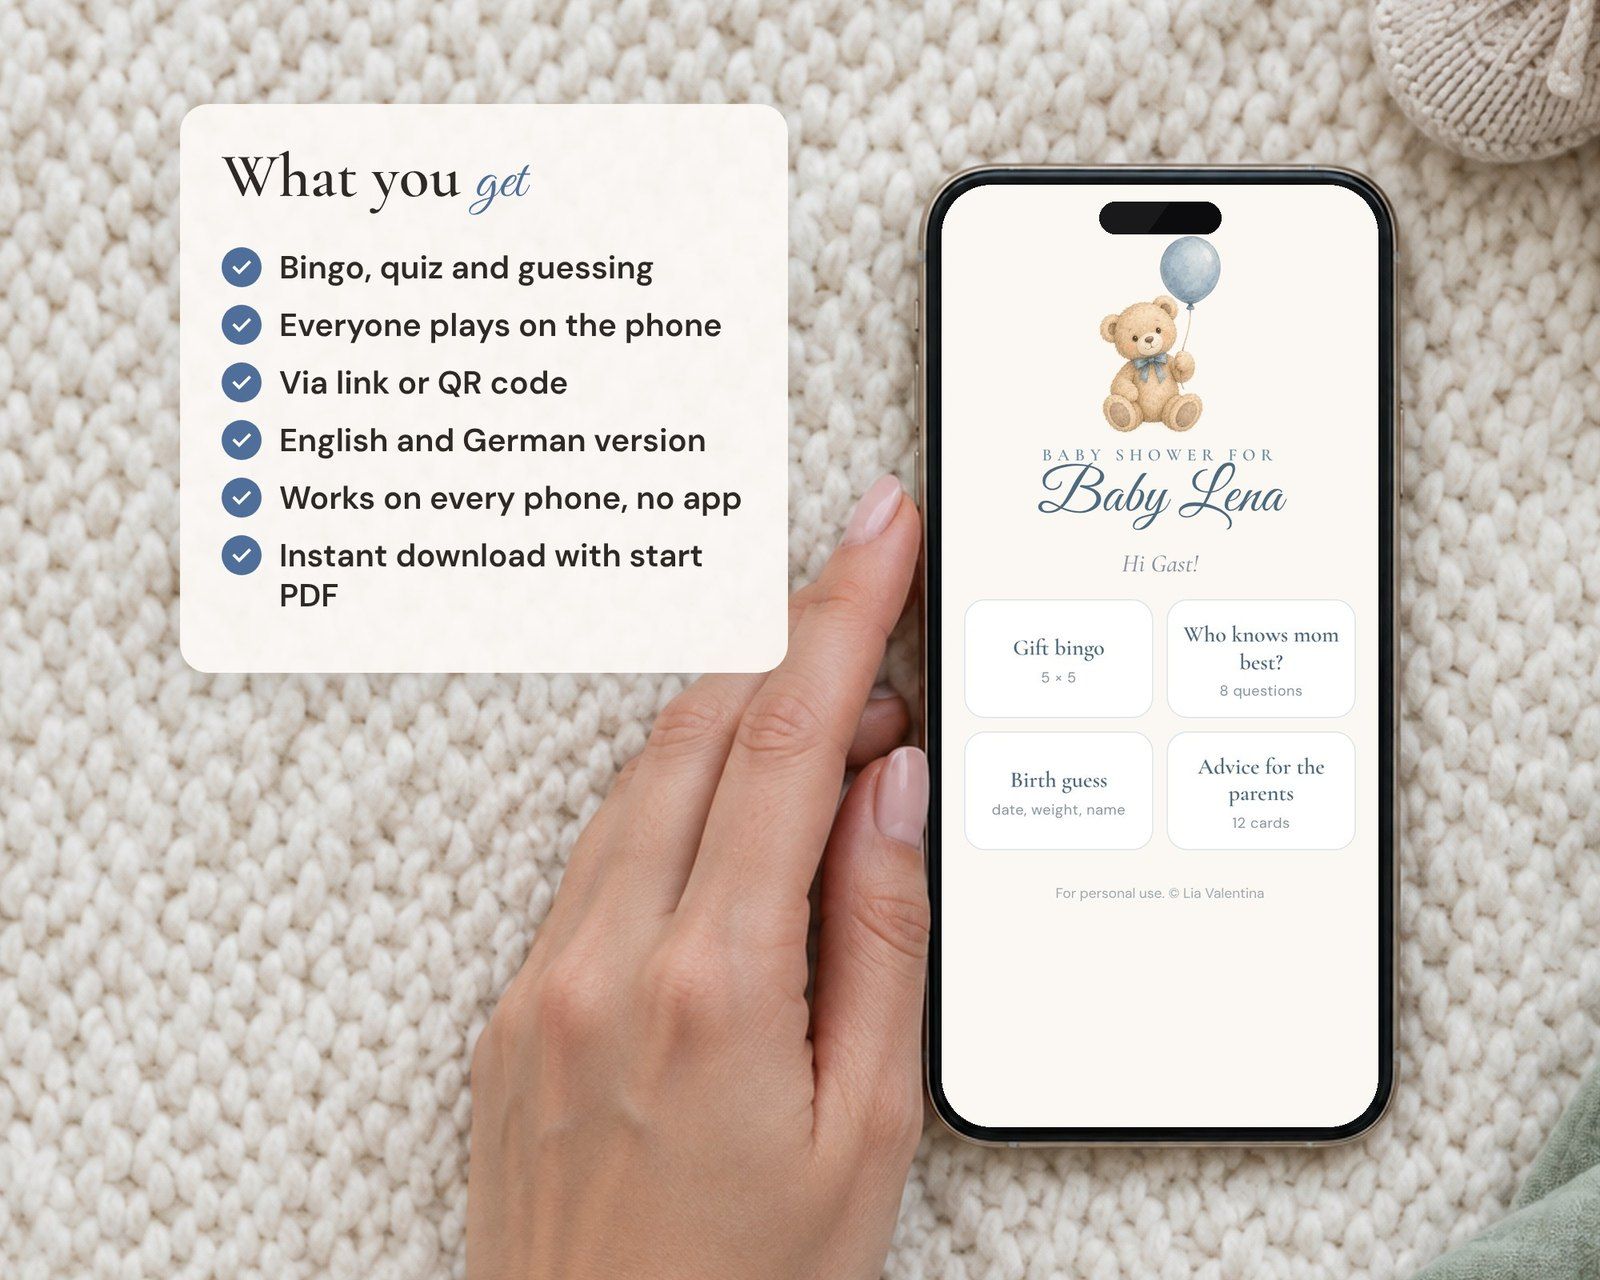 What you get
Bingo, quiz and guessing
Everyone plays on the phone
Via link or QR code
English and German version
Works on every phone, no app
Instant download with start
PDF
BABY SHOWER FOR
Baby Lena
Hi Gast!
Gift bingo
5 × 5
Who knows mom
best?
8 questions
Birth guess
date, weight, name
Advice for the
parents
12 cards
For personal use. © Lia Valentina